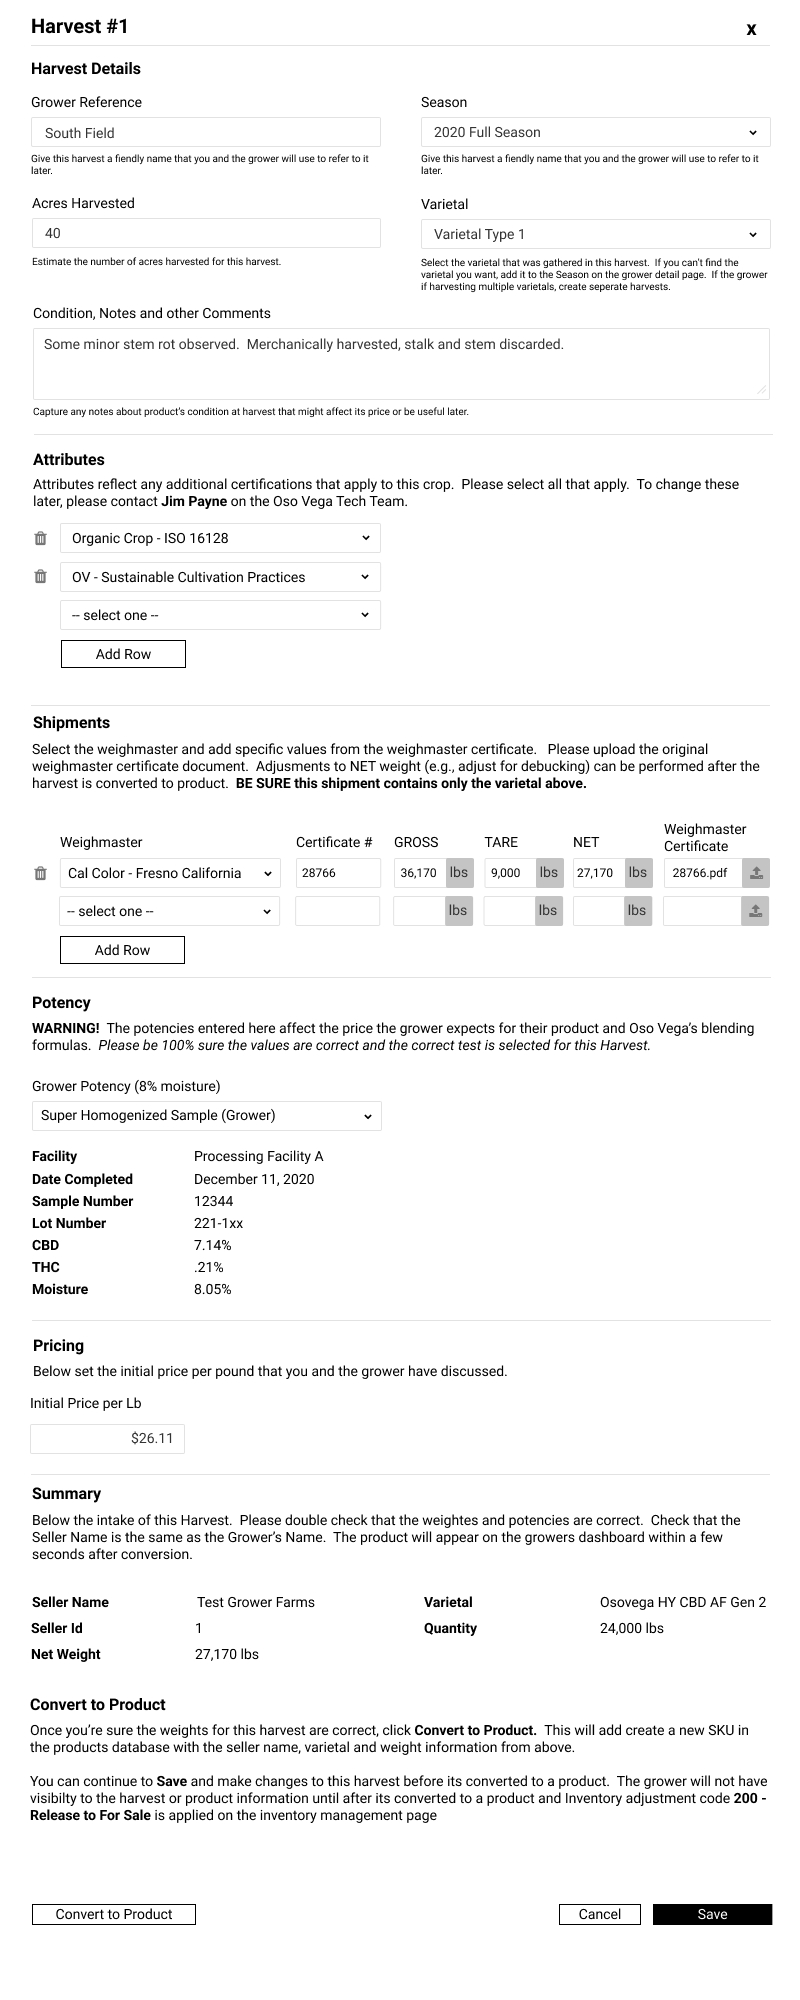 Harvest #1
x
Harvest Details
Grower Reference
Season
South Field
2020 Full Season
Give this harvest a fiendly name that you and the grower will use to refer to it
later.
Give this harvest a fiendly name that you and the grower will use to refer to it
later.
Acres Harvested
Varietal
40
Varietal Type 1
Estimate the number of acres harvested for this harvest.
Select the varietal that was gathered in this harvest.  If you can't find the
varietal you want, add it to the Season on the grower detail page.  If the grower
if harvesting multiple varietals, create seperate harvests.
Condition, Notes and other Comments
Some minor stem rot observed.  Merchanically harvested, stalk and stem discarded.
Capture any notes about product's condition at harvest that might affect its price or be useful later.
Attributes
Attributes reflect any additional certifications that apply to this crop.  Please select all that apply.  To change these
later, please contact Jim Payne on the Oso Vega Tech Team.
Organic Crop - ISO 16128
OV - Sustainable Cultivation Practices
-- select one --
Add Row
Shipments
Select the weighmaster and add specific values from the weighmaster certificate.   Please upload the original
weighmaster certificate document.  Adjusments to NET weight (e.g., adjust for debucking) can be performed after the
harvest is converted to product.  BE SURE this shipment contains only the varietal above.
Weighmaster Certificate # GROSS TARE NET Weighmaster
Certificate
Cal Color - Fresno California 28766 36,170 lbs 9,000 lbs 27,170 lbs 28766.pdf
-- select one -- lbs lbs lbs
Add Row
Potency
WARNING!  The potencies entered here affect the price the grower expects for their product and Oso Vega's blending
formulas.  Please be 100% sure the values are correct and the correct test is selected for this Harvest.
Grower Potency (8% moisture)
Super Homogenized Sample (Grower)
Facility Processing Facility A
Date Completed December 11, 2020
Sample Number 12344
Lot Number 221-1xx
CBD 7.14%
THC .21%
Moisture 8.05%
Pricing
Below set the initial price per pound that you and the grower have discussed.
Initial Price per Lb
$26.11
Summary
Below the intake of this Harvest.  Please double check that the weightes and potencies are correct.  Check that the
Seller Name is the same as the Grower's Name.  The product will appear on the growers dashboard within a few
seconds after conversion.
Seller Name Test Grower Farms Varietal Osovega HY CBD AF Gen 2
Seller Id 1 Quantity 24,000 lbs
Net Weight 27,170 lbs
Convert to Product
Once you're sure the weights for this harvest are correct, click Convert to Product.  This will add create a new SKU in
the products database with the seller name, varietal and weight information from above.
You can continue to Save and make changes to this harvest before its converted to a product.  The grower will not have
visibilty to the harvest or product information until after its converted to a product and Inventory adjustment code 200 -
Release to For Sale is applied on the inventory management page
Convert to Product Cancel Save